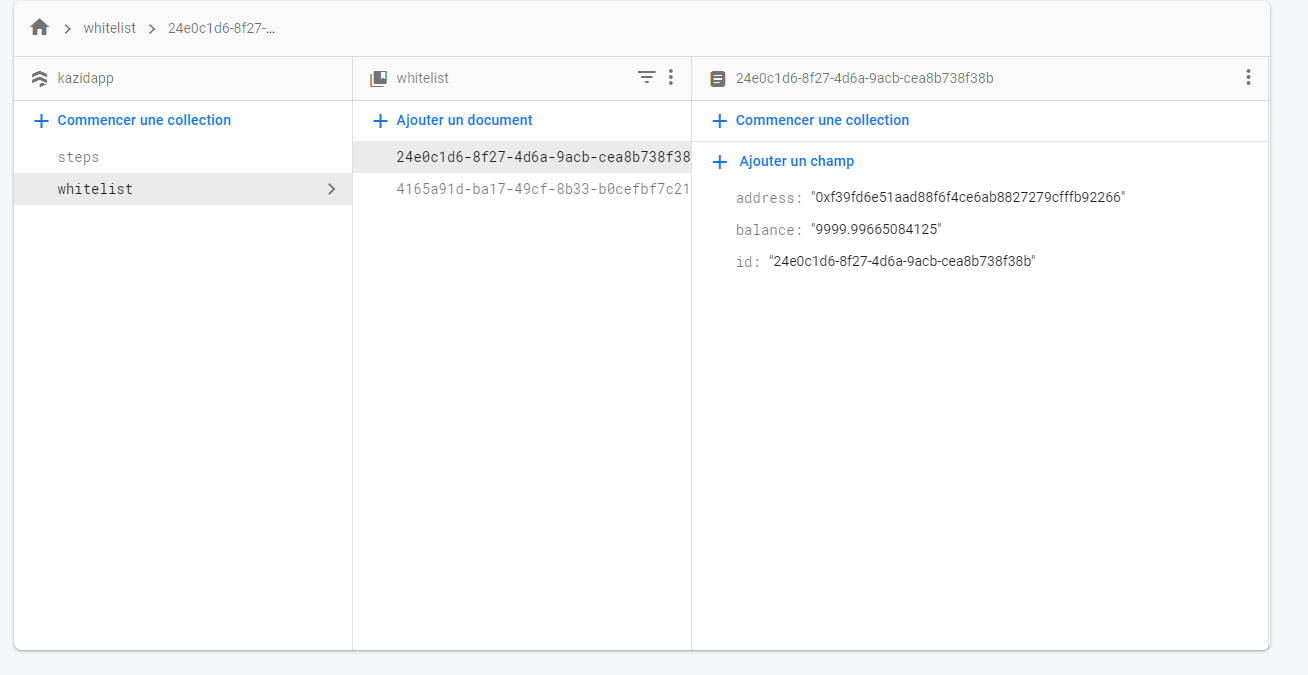 whitelist 24e0c1d6-8f27-...
kazidapp
Commencer une collection
steps
whitelist
whitelist
Ajouter un document
24e0c1d6-8f27-4d6a-9acb-cea8b738f38
4165a91d-ba17-49cf-8b33-b0cefbf7c21
24e0c1d6-8f27-4d6a-9acb-cea8b738f38b
Commencer une collection
Ajouter un champ
address: "0xf39fd6e51aad88f6f4ce6ab8827279cfffb92266"
balance: "9999.99665084125"
id: "24e0c1d6-8f27-4d6a-9acb-cea8b738f38b"